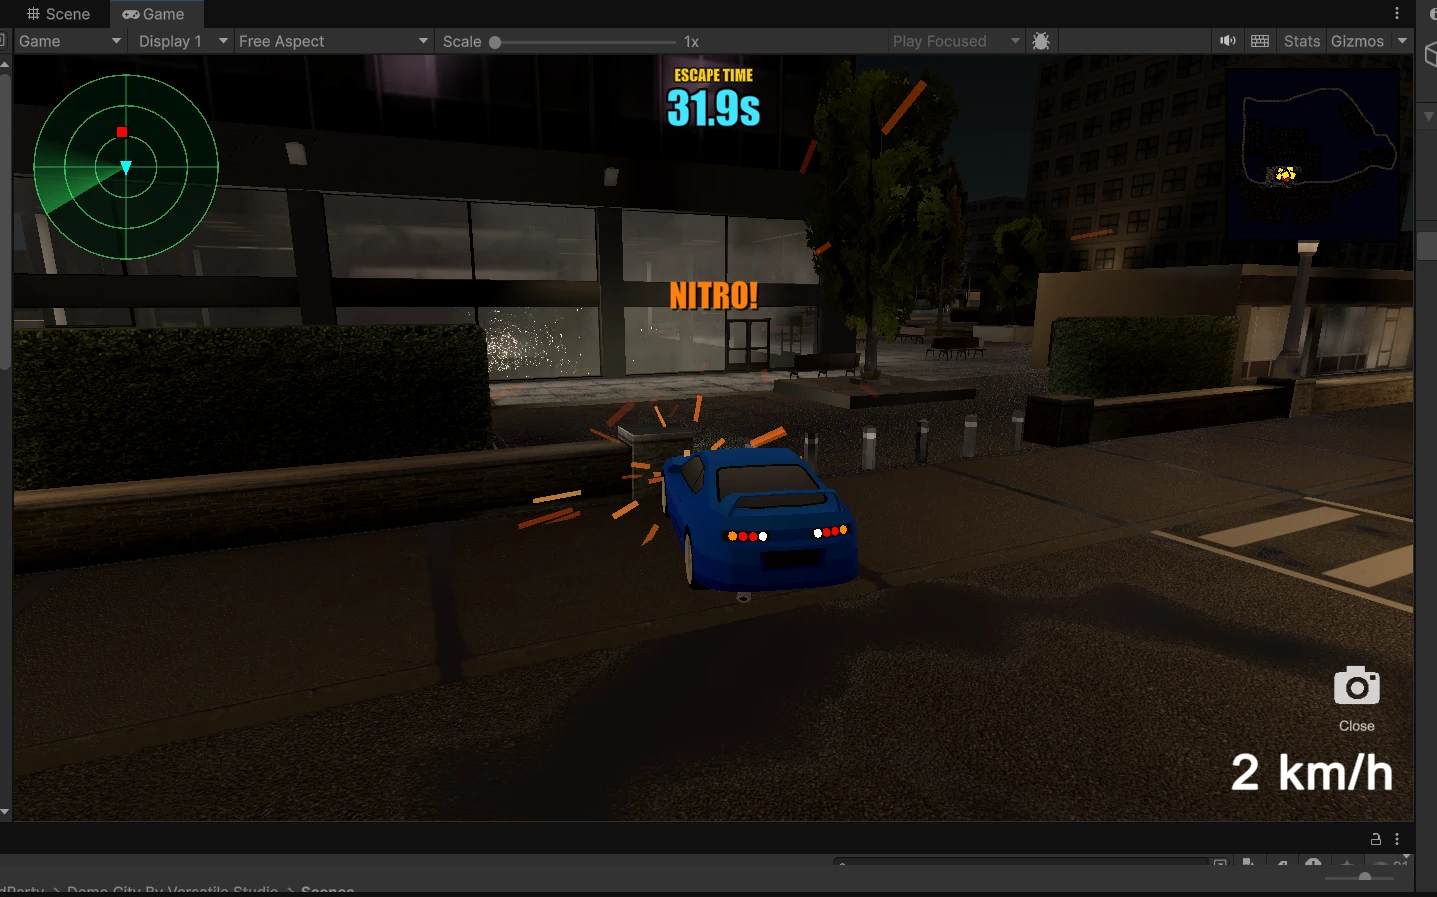 Scene
Game
Game
Display 1
Free Aspect
Scale
1x
Play Focused
Stats
Gizmos
ESCAPE TIME
31.9s
NITRO!
Close
2 km/h
Demo City By Versatile Studio > Scenes